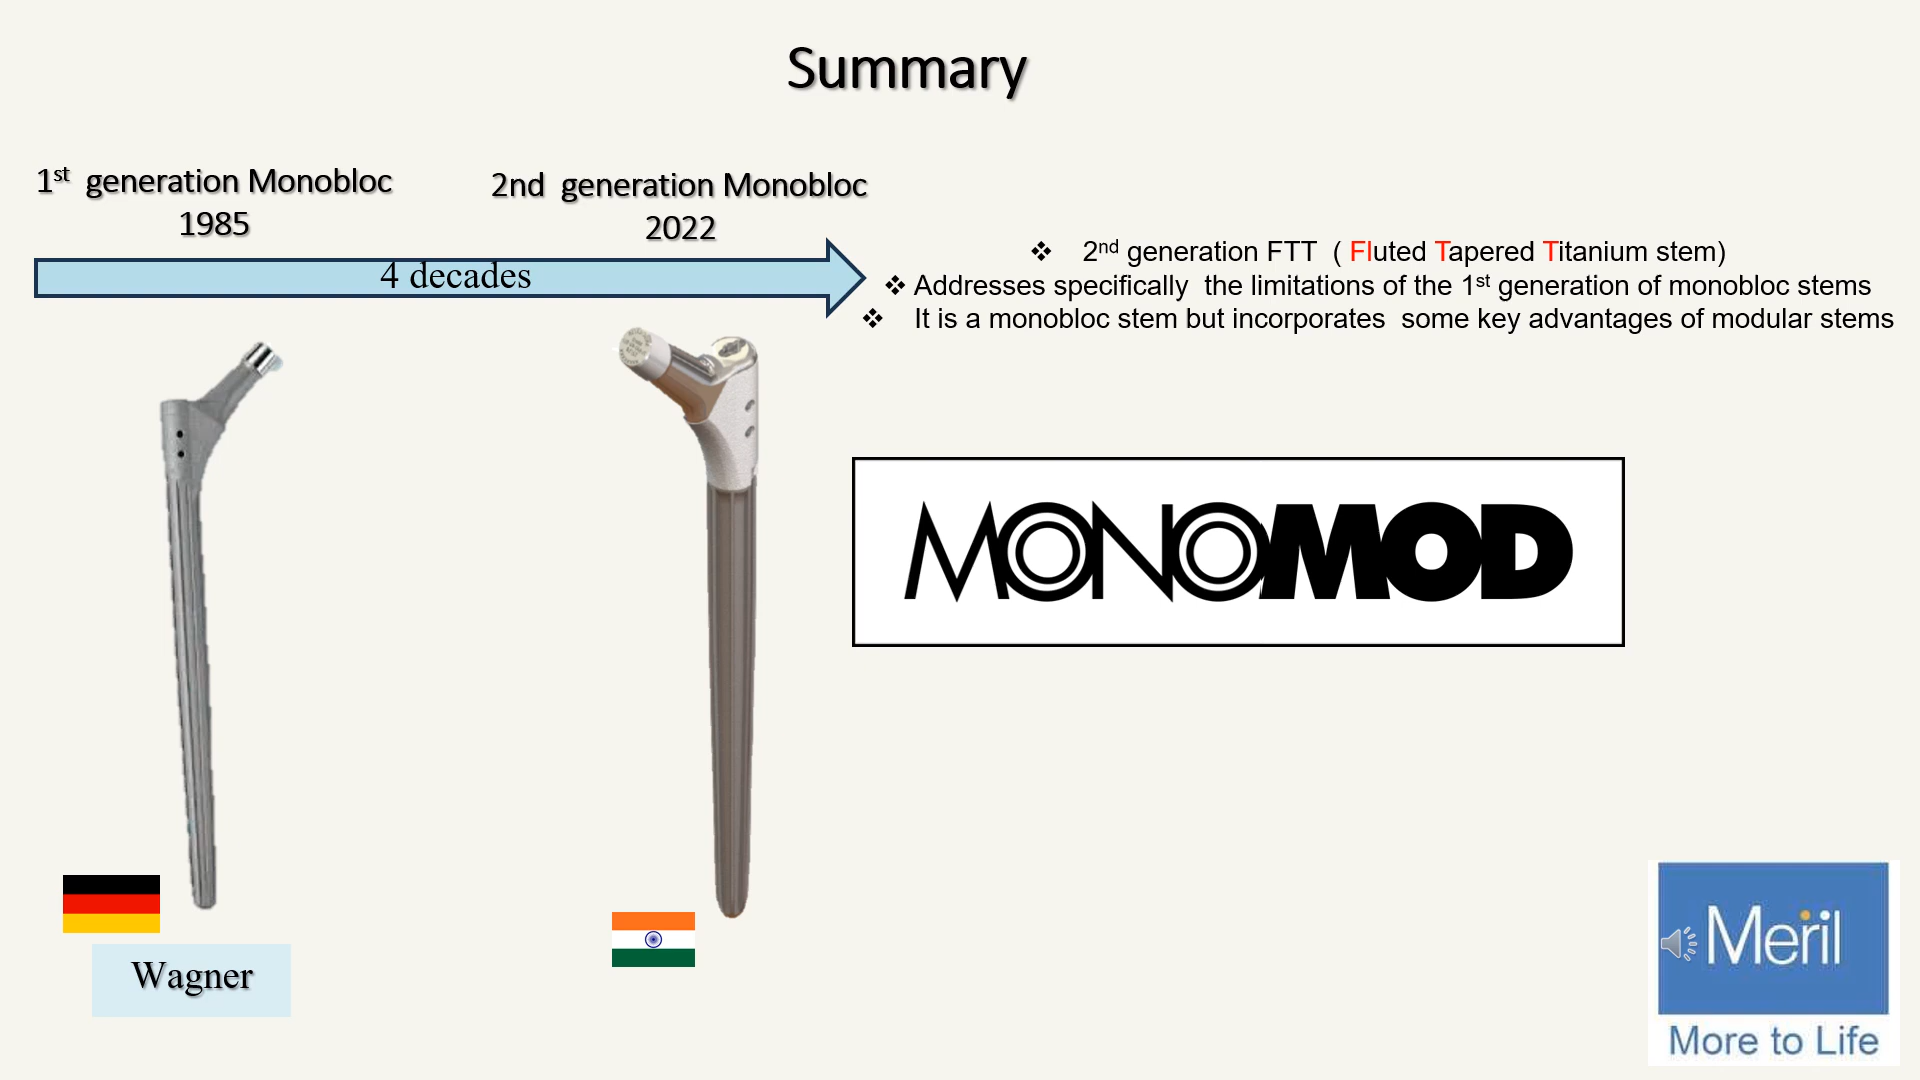 Summary
1st generation Monobloc
1985
2nd generation Monobloc
2022
4 decades
❖ 2nd generation FTT ( Fluted Tapered Titanium stem)
❖ Addresses specifically the limitations of the 1st generation of monobloc stems
❖ It is a monobloc stem but incorporates some key advantages of modular stems
MONOMOD
Wagner
Meril
More to Life